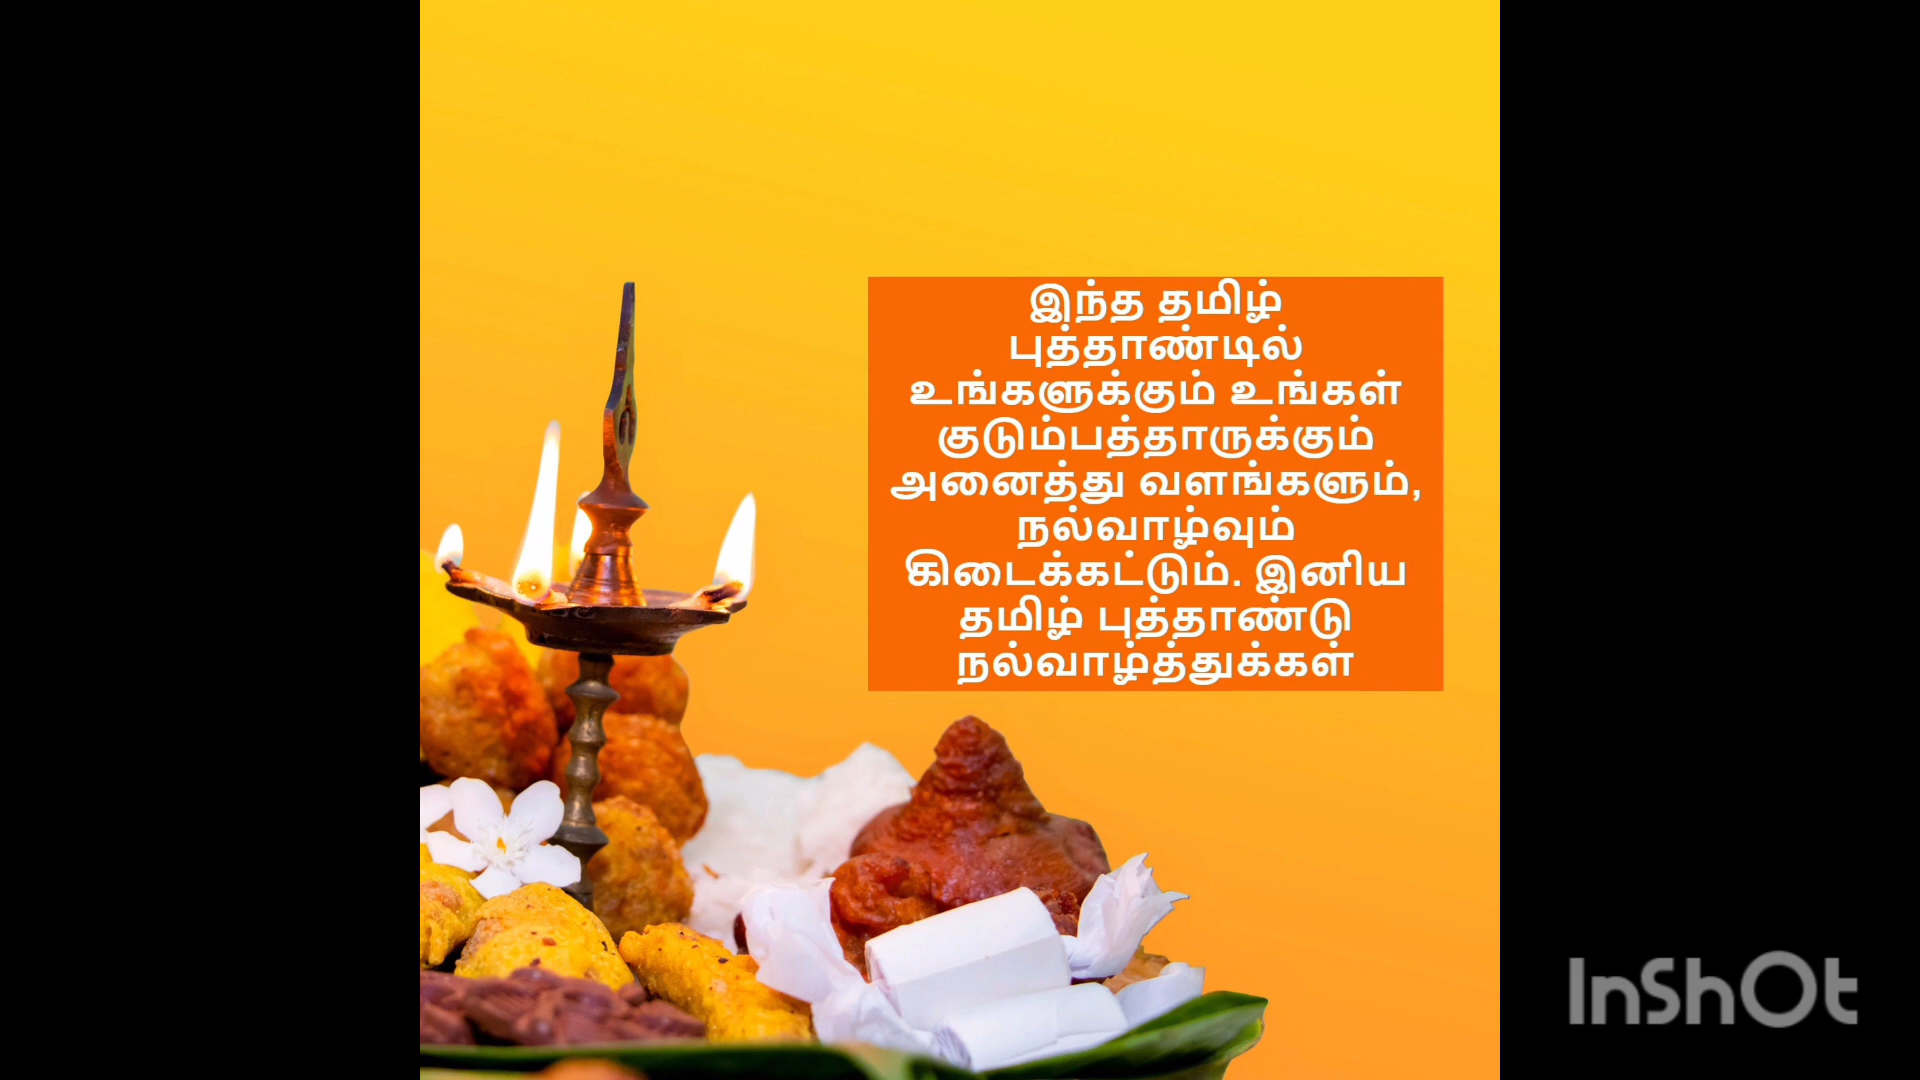 இந்த தமிழ்
புத்தாண்டில்
உங்களுக்கும் உங்கள்
குடும்பத்தாருக்கும்
அனைத்து வளங்களும்,
நல்வாழ்வும்
கிடைக்கட்டும். இனிய
தமிழ் புத்தாண்டு
நல்வாழ்த்துக்கள்
InShOt